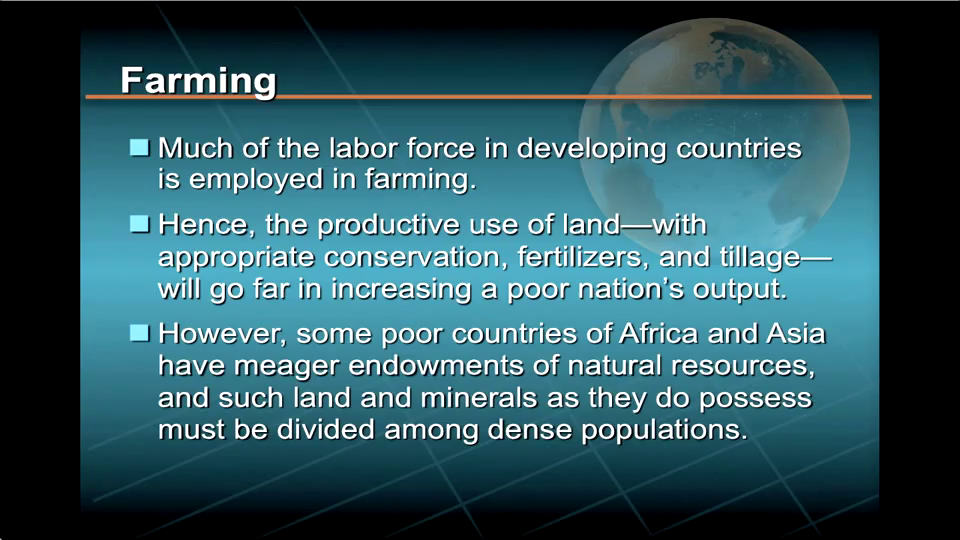 Farming
Much of the labor force in developing countries
is employed in farming.
Hence, the productive use of land—with
appropriate conservation, fertilizers, and tillage—
will go far in increasing a poor nation’s output.
However, some poor countries of Africa and Asia
have meager endowments of natural resources,
and such land and minerals as they do possess
must be divided among dense populations.